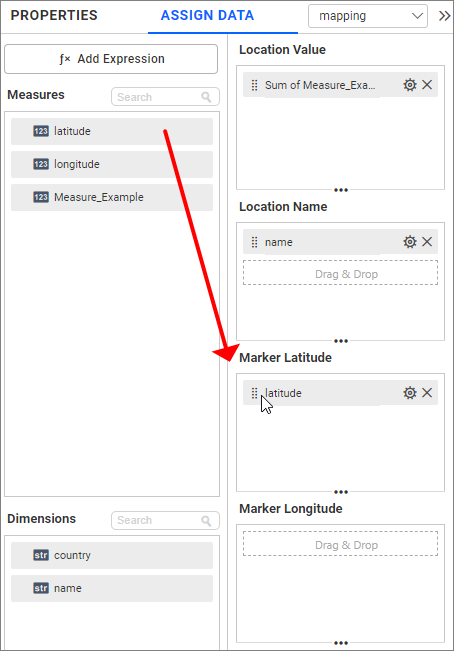 PROPERTIES
ASSIGN DATA
mapping
ƒ× Add Expression
Measures
Search
123 latitude
123 longitude
123 Measure_Example
Dimensions
Search
str country
str name
Location Value
Sum of Measure_Exa...
Location Name
name
Drag & Drop
Marker Latitude
latitude
Marker Longitude
Drag & Drop